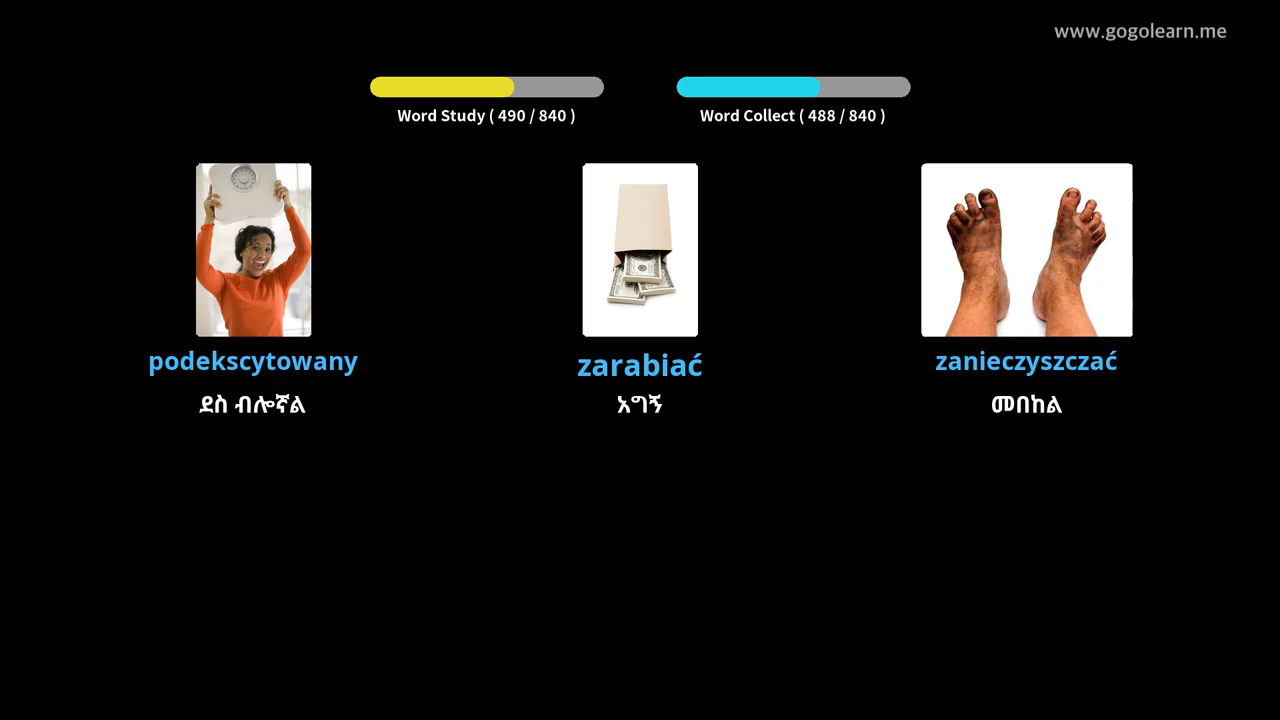 www.gogolearn.me
Word Study ( 490 / 840 )
Word Collect ( 488 / 840 )
podekscytowany
zarabiać
zanieczyszczać
ደስ ብሎኛል
አግኝ
መበከል